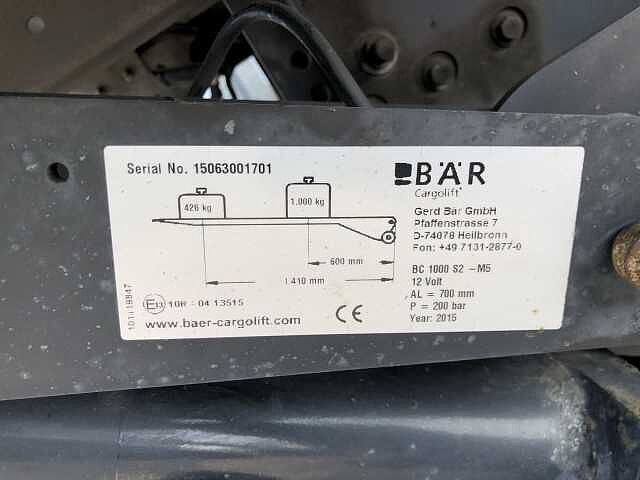 Serial No. 15063001701
BÄR
Cargolift
426 kg
1.000 kg
600 mm
1.410 mm
Gerd Bär GmbH
Pfaffenstrasse 7
D-74078 Heilbronn
Fon: +49 7131-2877-0
BC 1000 S2 -M5
12 Volt
AL = 700 mm
P = 200 bar
Year: 2015
E13 10R - 04 13515
www.baer-cargolift.com
CE